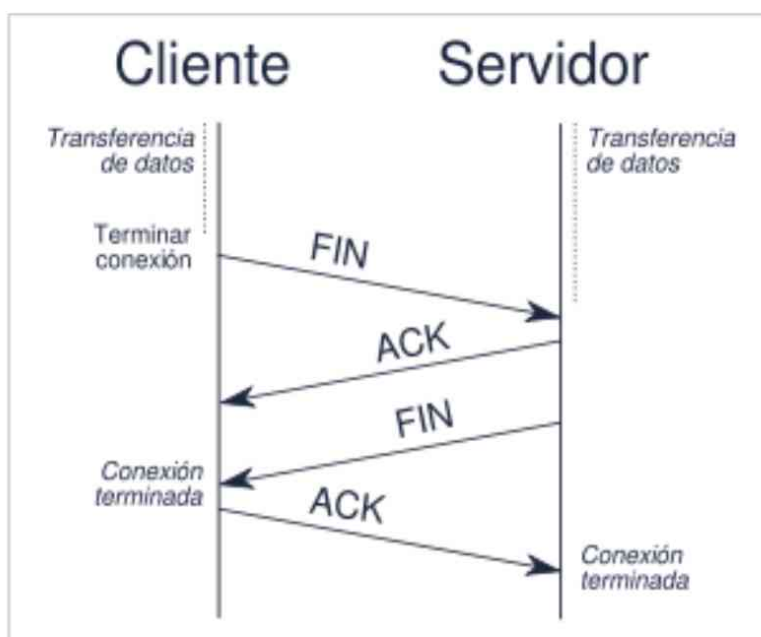 Cliente
Servidor
Transferencia
de datos
Transferencia
de datos
Terminar
conexión
FIN
ACK
FIN
Conexión
terminada
ACK
Conexión
terminada